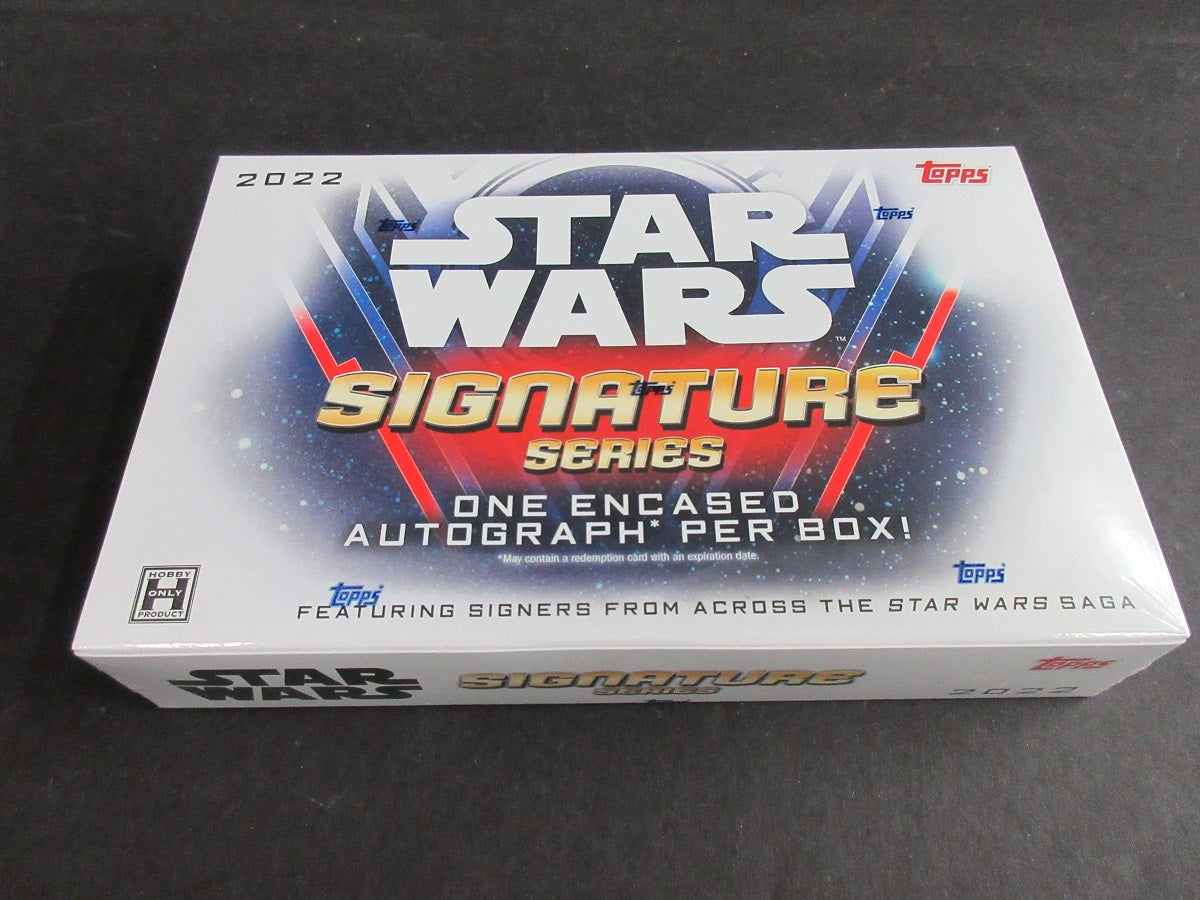 2022
Topps
Topps
Topps
STAR
WARS
TM
Topps
SIGNATURE
SERIES
ONE ENCASED
AUTOGRAPH* PER BOX!
*May contain a redemption card with an expiration date.
HOBBY
H
ONLY
PRODUCT
Topps
Topps
FEATURING SIGNERS FROM ACROSS THE STAR WARS SAGA
STAR
WARS
SIGNATURE
SERIES
Topps
2022